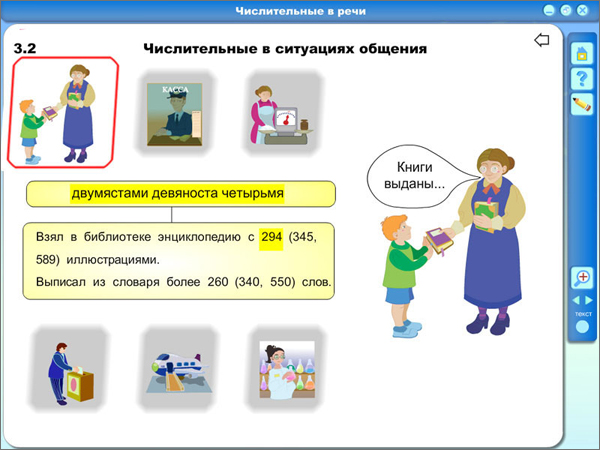 Числительные в речи
3.2
Числительные в ситуациях общения
КАССА
двумястами девяноста четырьмя
Взял в библиотеке энциклопедию с 294 (345,
589) иллюстрациями.
Выписал из словаря более 260 (340, 550) слов.
Книги
выданы...
?
текст